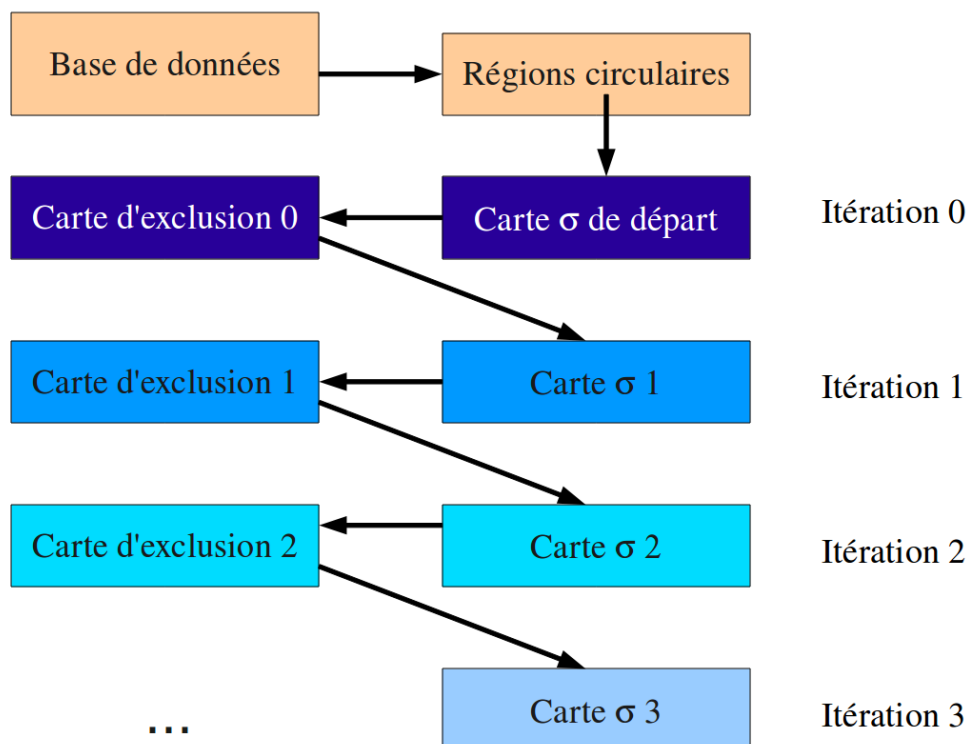 Base de données
Régions circulaires
Carte d'exclusion 0
Carte σ de départ
Itération 0
Carte d'exclusion 1
Carte σ 1
Itération 1
Carte d'exclusion 2
Carte σ 2
Itération 2
...
Carte σ 3
Itération 3